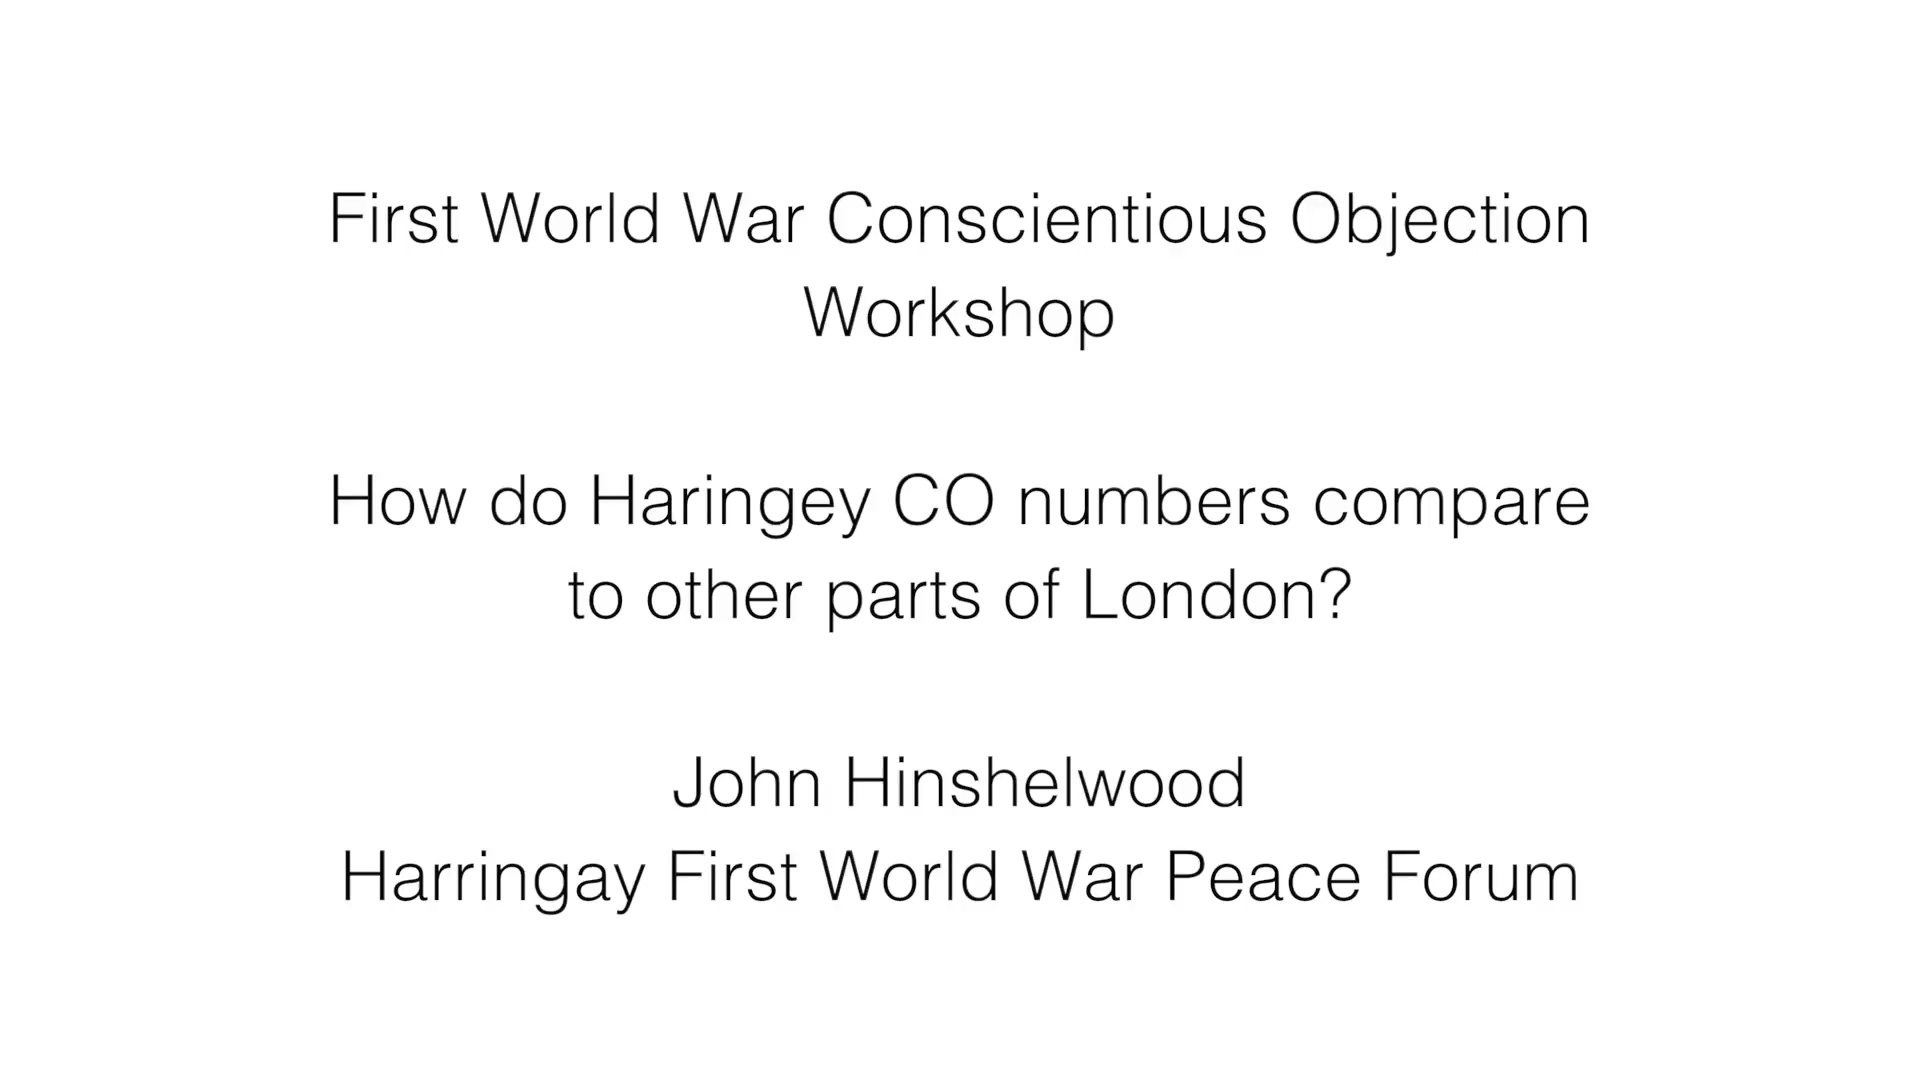 First World War Conscientious Objection
Workshop
How do Haringey CO numbers compare
to other parts of London?
John Hinshelwood
Harringay First World War Peace Forum